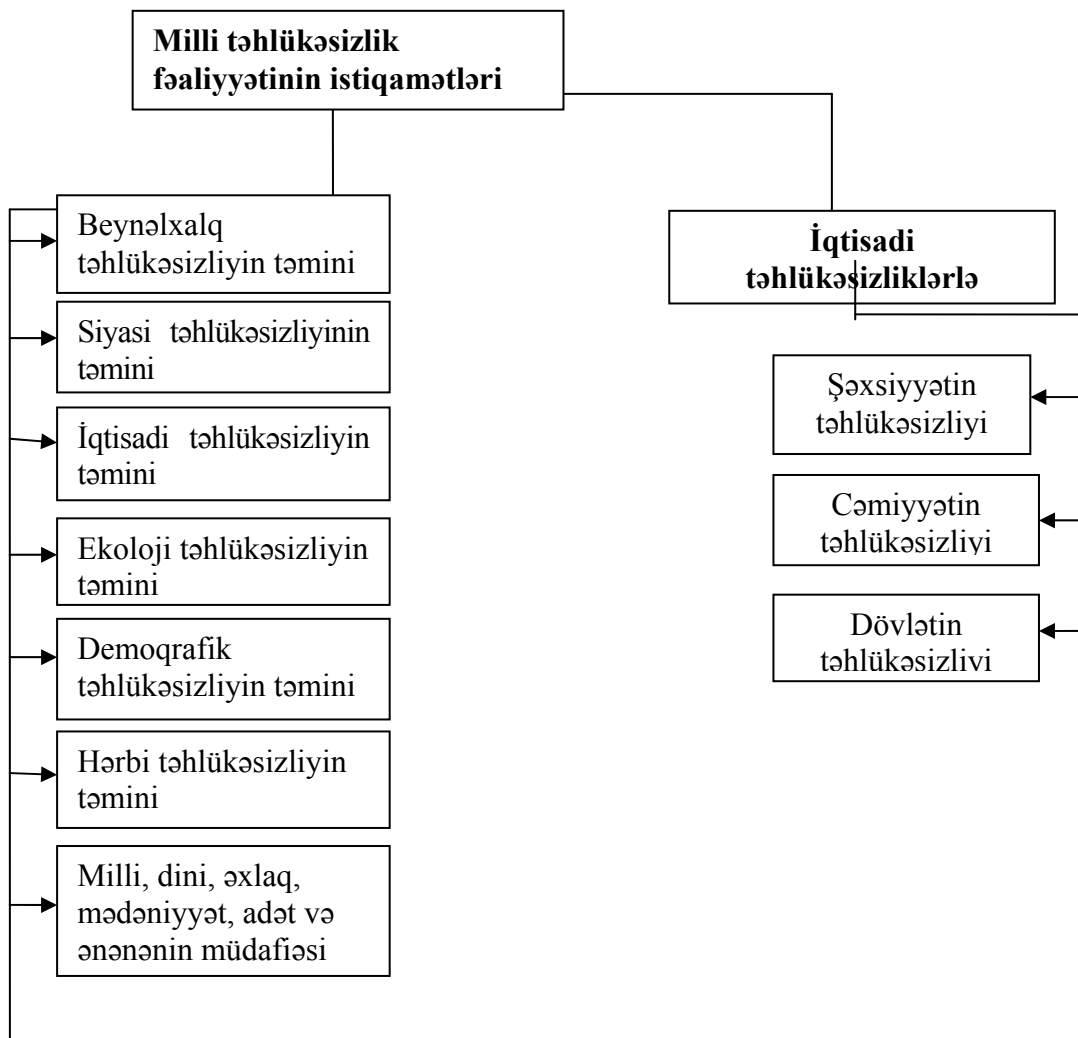 Milli təhlükəsizlik
fəaliyyətinin istiqamətləri
Beynəlxalq
təhlükəsizliyin təmini
Siyasi təhlükəsizliyinin
təmini
İqtisadi təhlükəsizliyin
təmini
Ekoloji təhlükəsizliyin
təmini
Demoqrafik
təhlükəsizliyin təmini
Hərbi təhlükəsizliyin
təmini
Milli, dini, əxlaq,
mədəniyyət, adət və
ənənənin müdafiəsi
İqtisadi
təhlükəsizliklərlə
Şəxsiyyətin
təhlükəsizliyi
Cəmiyyətin
təhlükəsizliyi
Dövlətin
təhlükəsizliyi